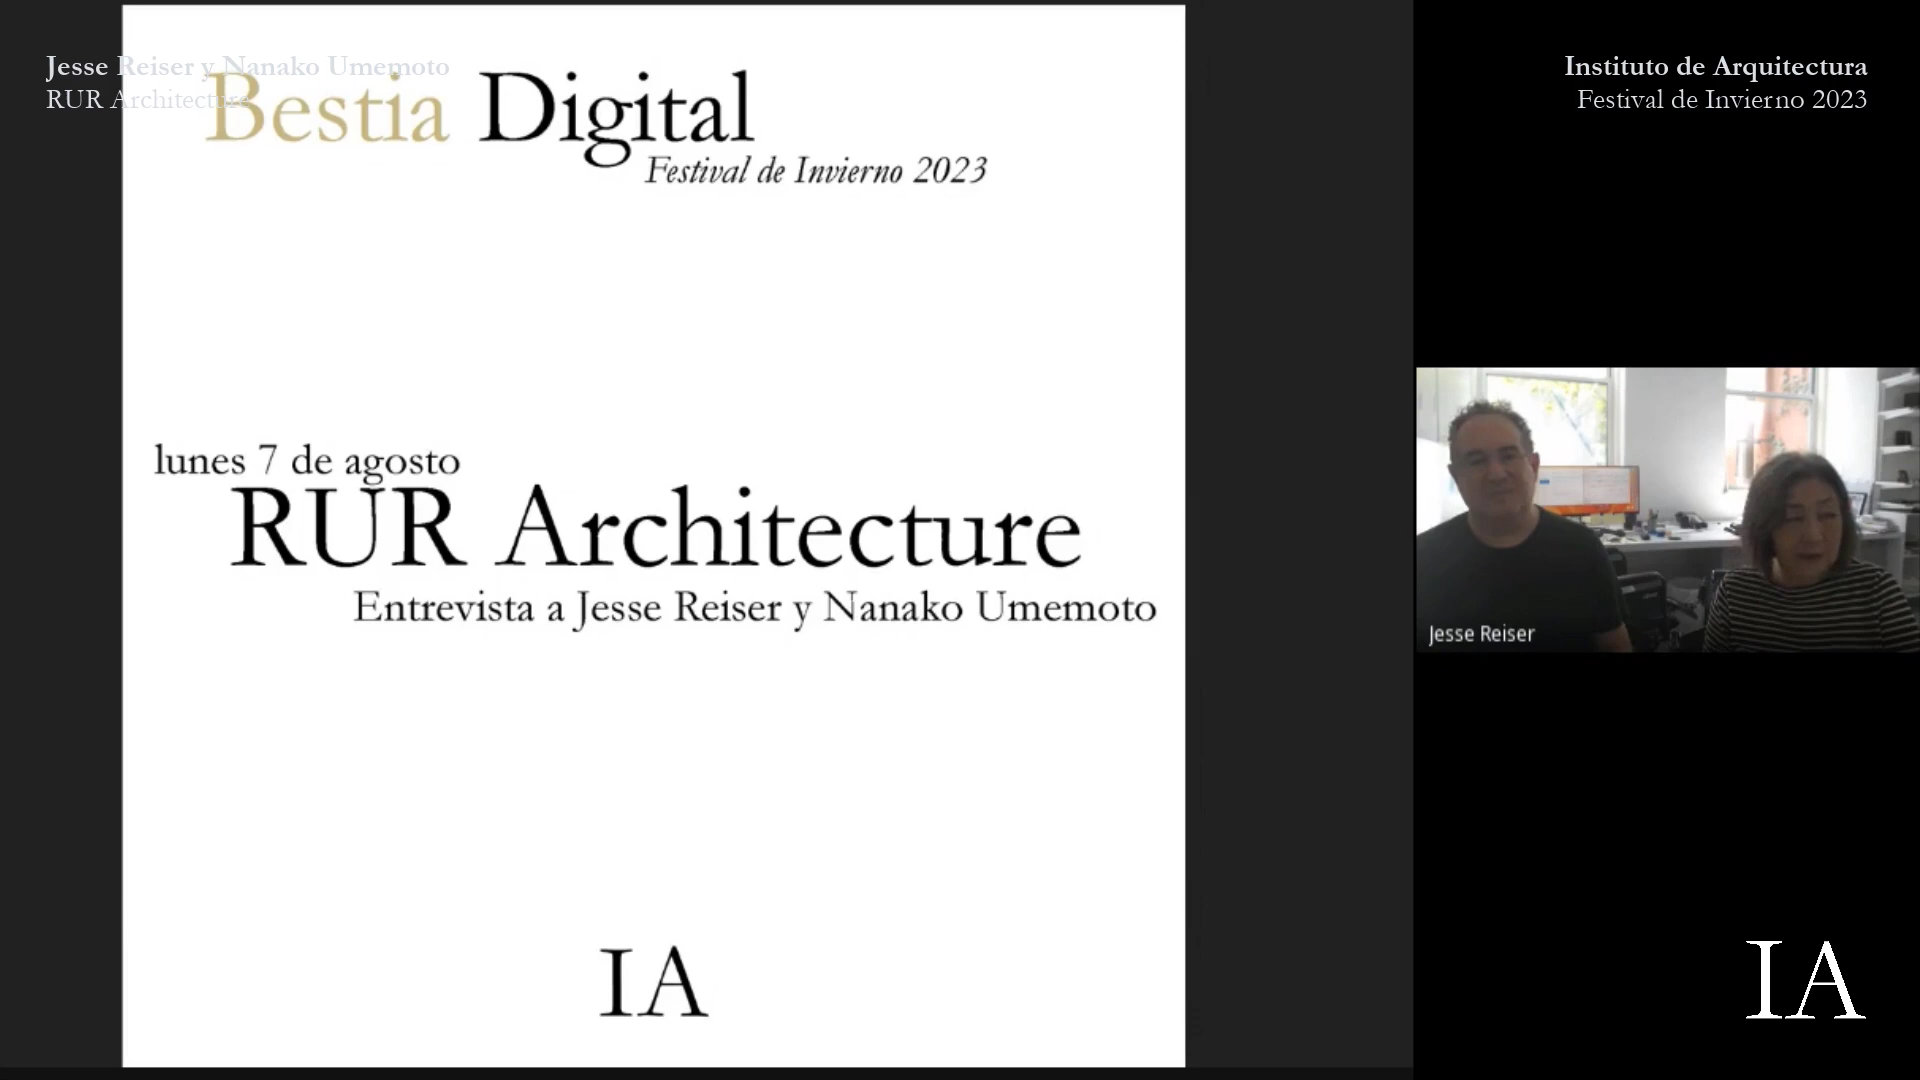 Jesse Reiser y Nanako Umemoto
RUR Architecture
Bestia Digital
Festival de Invierno 2023
lunes 7 de agosto
RUR Architecture
Entrevista a Jesse Reiser y Nanako Umemoto
IA
Instituto de Arquitectura
Festival de Invierno 2023
Jesse Reiser
IA